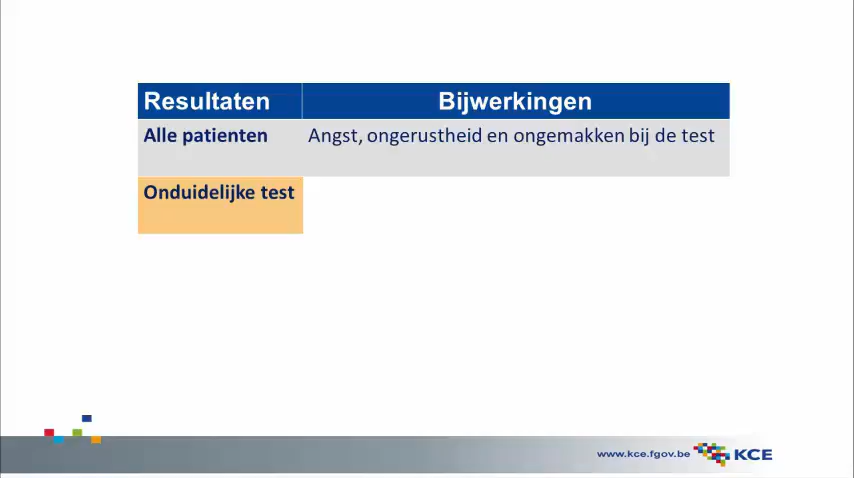 Resultaten Bijwerkingen
Alle patienten Angst, ongerustheid en ongemakken bij de test
Onduidelijke test
www.kce.fgov.be KCE